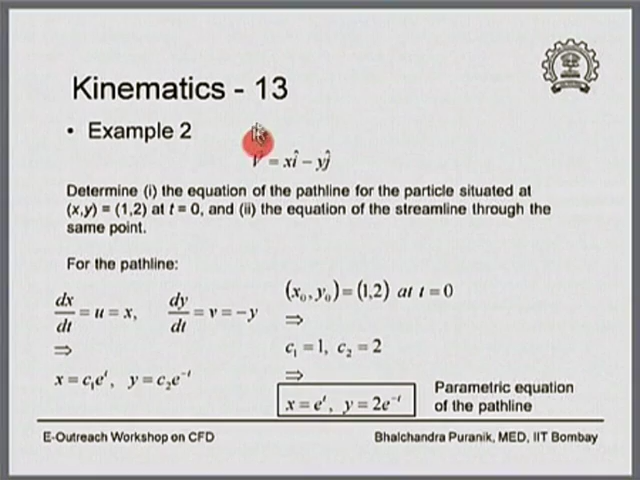 Kinematics - 13
• Example 2
V = xî − yĵ
Determine (i) the equation of the pathline for the particle situated at
(x,y) = (1,2) at t = 0, and (ii) the equation of the streamline through the
same point.
For the pathline:
dx/dt = u = x, dy/dt = v = −y
⇒
x = c₁eᵗ, y = c₂e⁻ᵗ
(x₀, y₀) = (1,2) at t = 0
⇒
c₁ = 1, c₂ = 2
⇒
x = eᵗ, y = 2e⁻ᵗ
Parametric equation
of the pathline
E-Outreach Workshop on CFD
Bhalchandra Puranik, MED, IIT Bombay